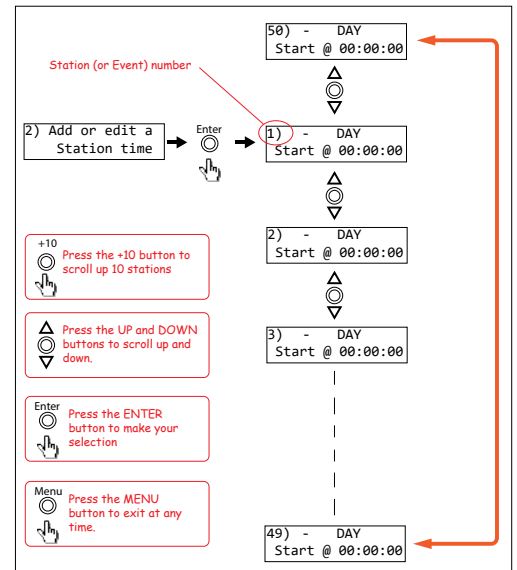 50) - DAY
Start @ 00:00:00
Station (or Event) number
2) Add or edit a
Station time
Enter
1) - DAY
Start @ 00:00:00
2) - DAY
Start @ 00:00:00
+10
Press the +10 button to
scroll up 10 stations
Press the UP and DOWN
buttons to scroll up and
down.
3) - DAY
Start @ 00:00:00
Enter
Press the ENTER
button to make your
selection
Menu
Press the MENU
button to exit at any
time.
49) - DAY
Start @ 00:00:00